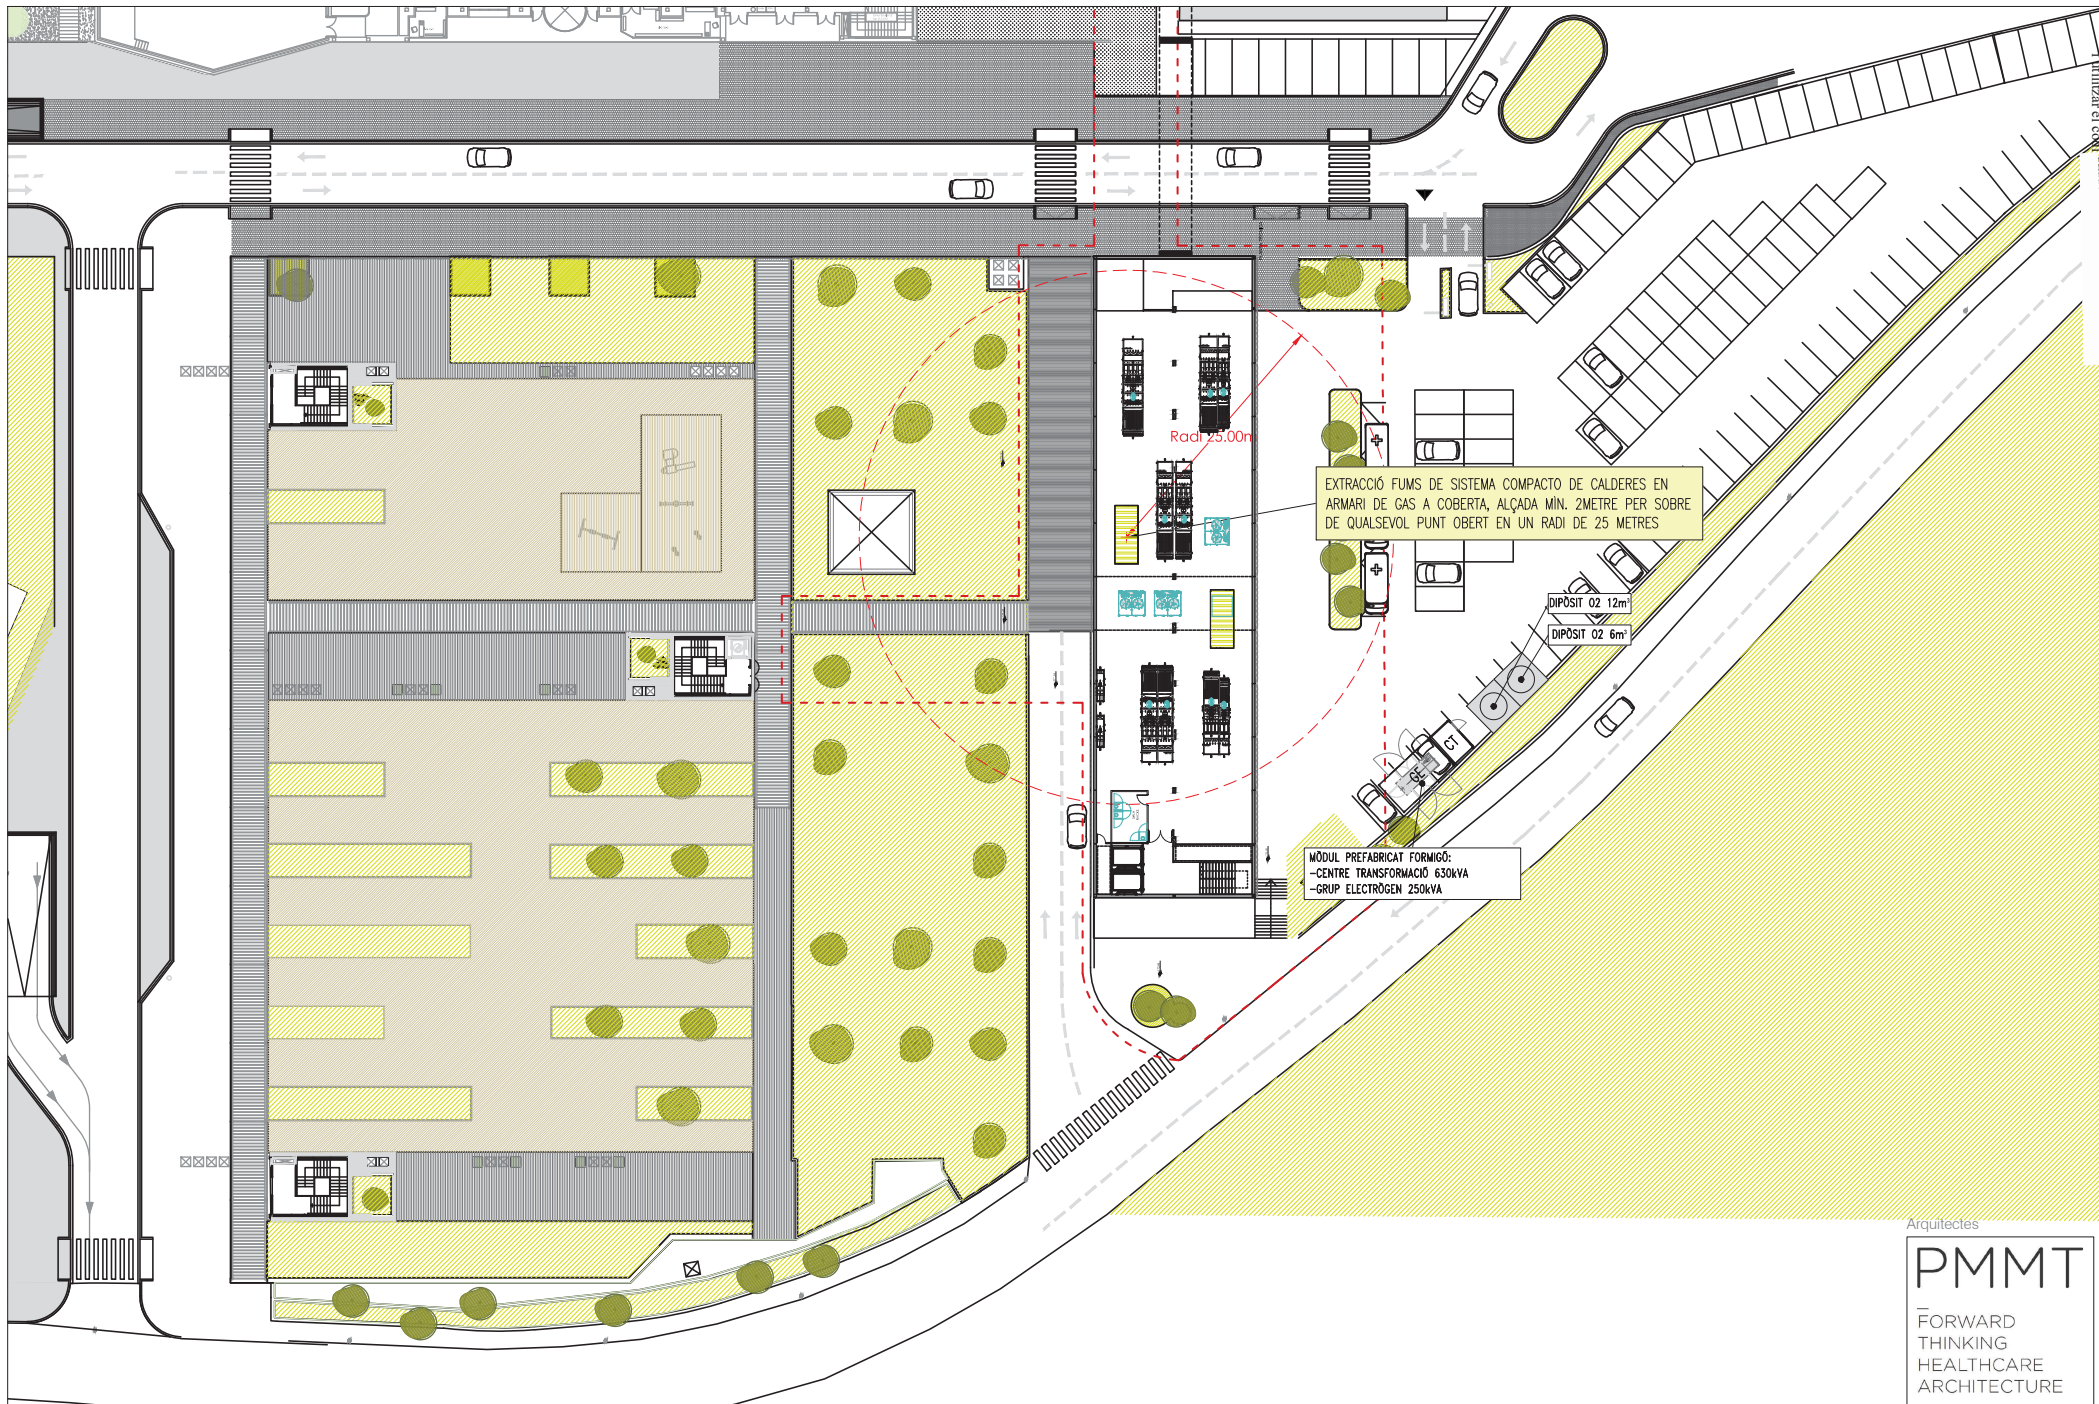 Radi 25.00m
EXTRACCIÓ FUMS DE SISTEMA COMPACTO DE CALDERES EN
ARMARI DE GAS A COBERTA, ALÇADA MÍN. 2METRE PER SOBRE
DE QUALSEVOL PUNT OBERT EN UN RADI DE 25 METRES
DIPÒSIT O2 12m³
DIPÒSIT O2 6m³
CT
GE
MÒDUL PREFABRICAT FORMIGÓ:
-CENTRE TRANSFORMACIÓ 630kVA
-GRUP ELECTRÒGEN 250kVA
Arquitectes
PMMT
FORWARD
THINKING
HEALTHCARE
ARCHITECTURE